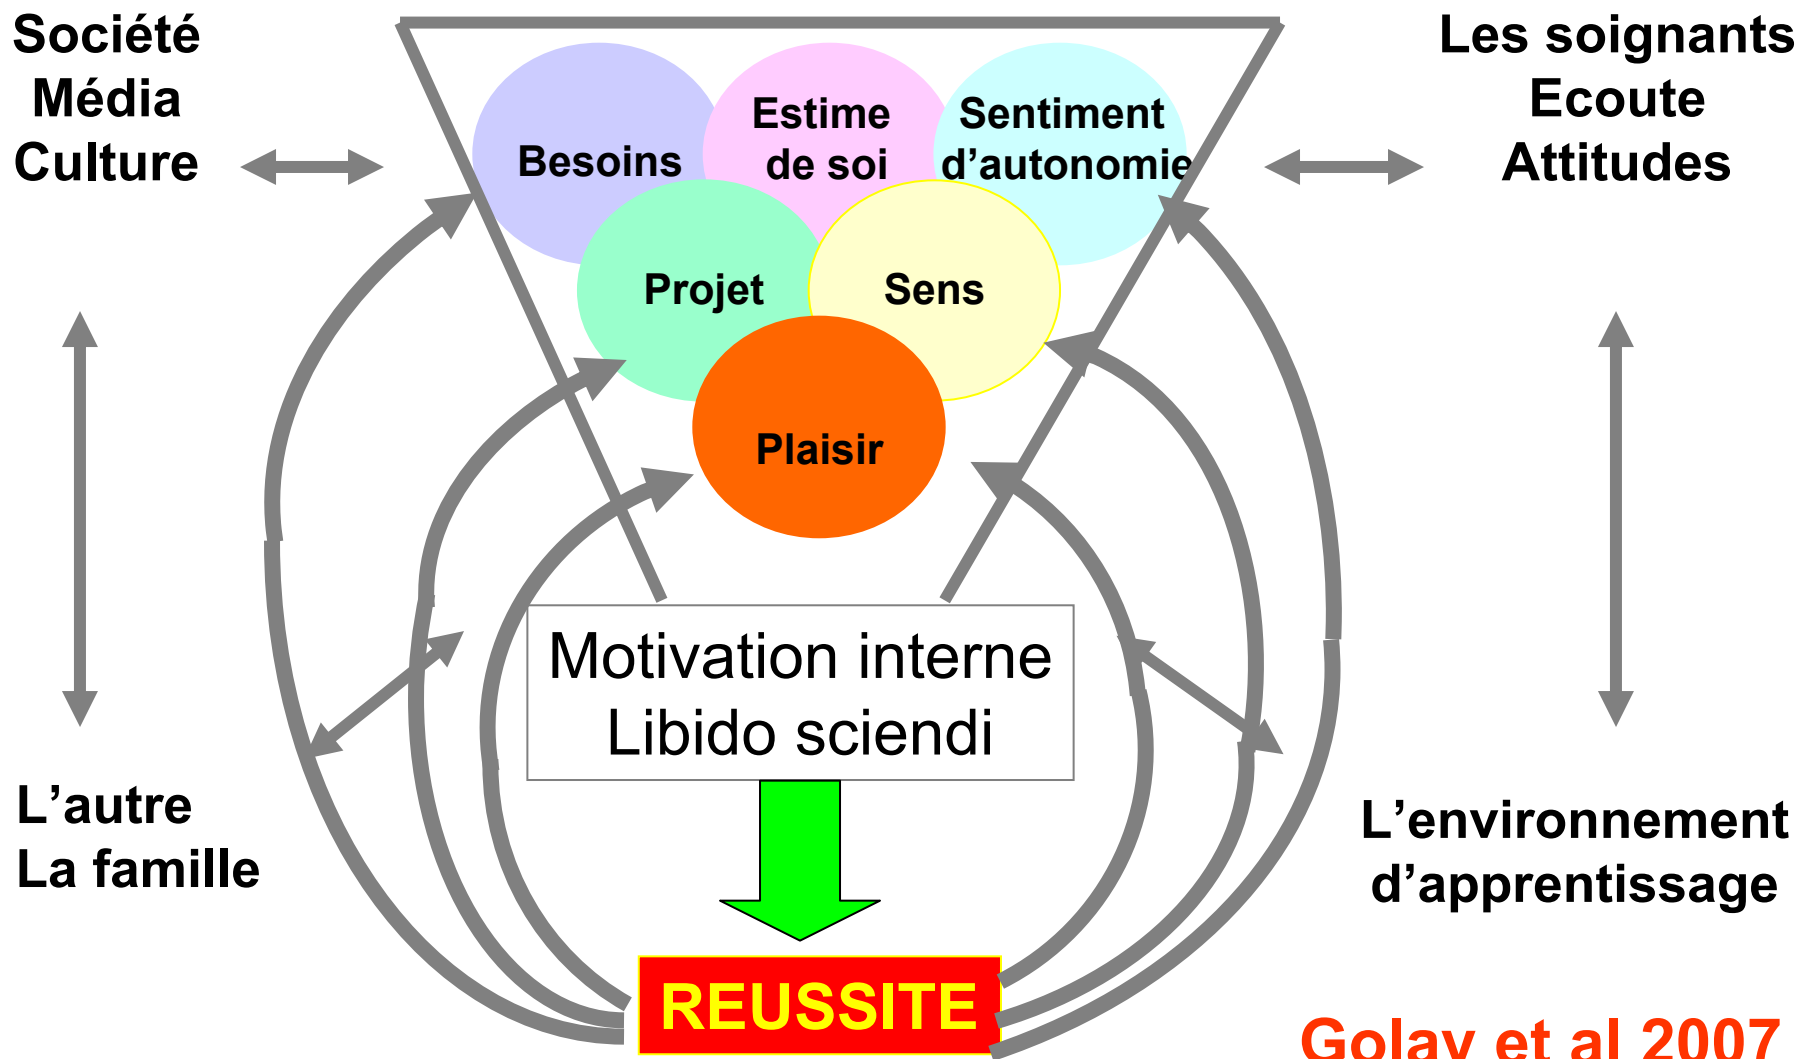 Société
Média
Culture
Les soignants
Ecoute
Attitudes
Besoins
Estime
de soi
Sentiment
d’autonomie
Projet
Sens
Plaisir
Motivation interne
Libido sciendi
L’autre
La famille
L’environnement
d’apprentissage
REUSSITE
Golay et al 2007